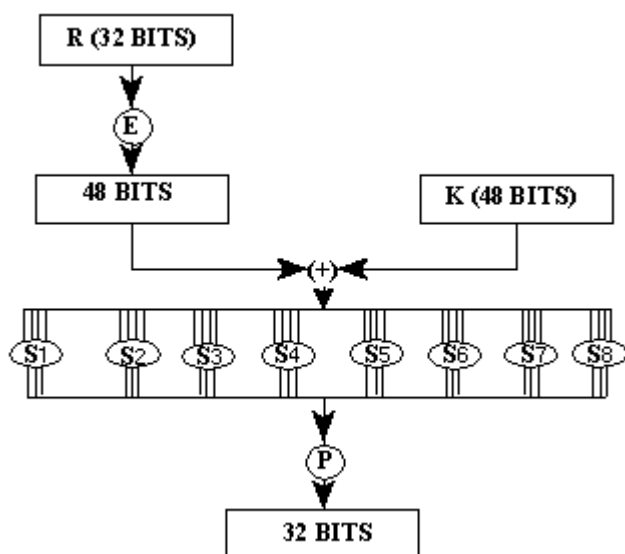 R (32 BITS)
E
48 BITS
K (48 BITS)
(+)
S1 S2 S3 S4 S5 S6 S7 S8
P
32 BITS